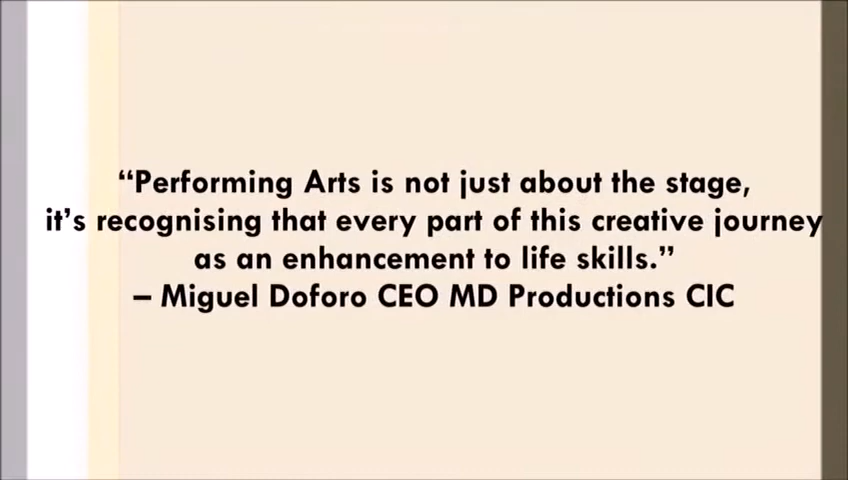 “Performing Arts is not just about the stage,
it’s recognising that every part of this creative journey
as an enhancement to life skills.”
– Miguel Doforo CEO MD Productions CIC